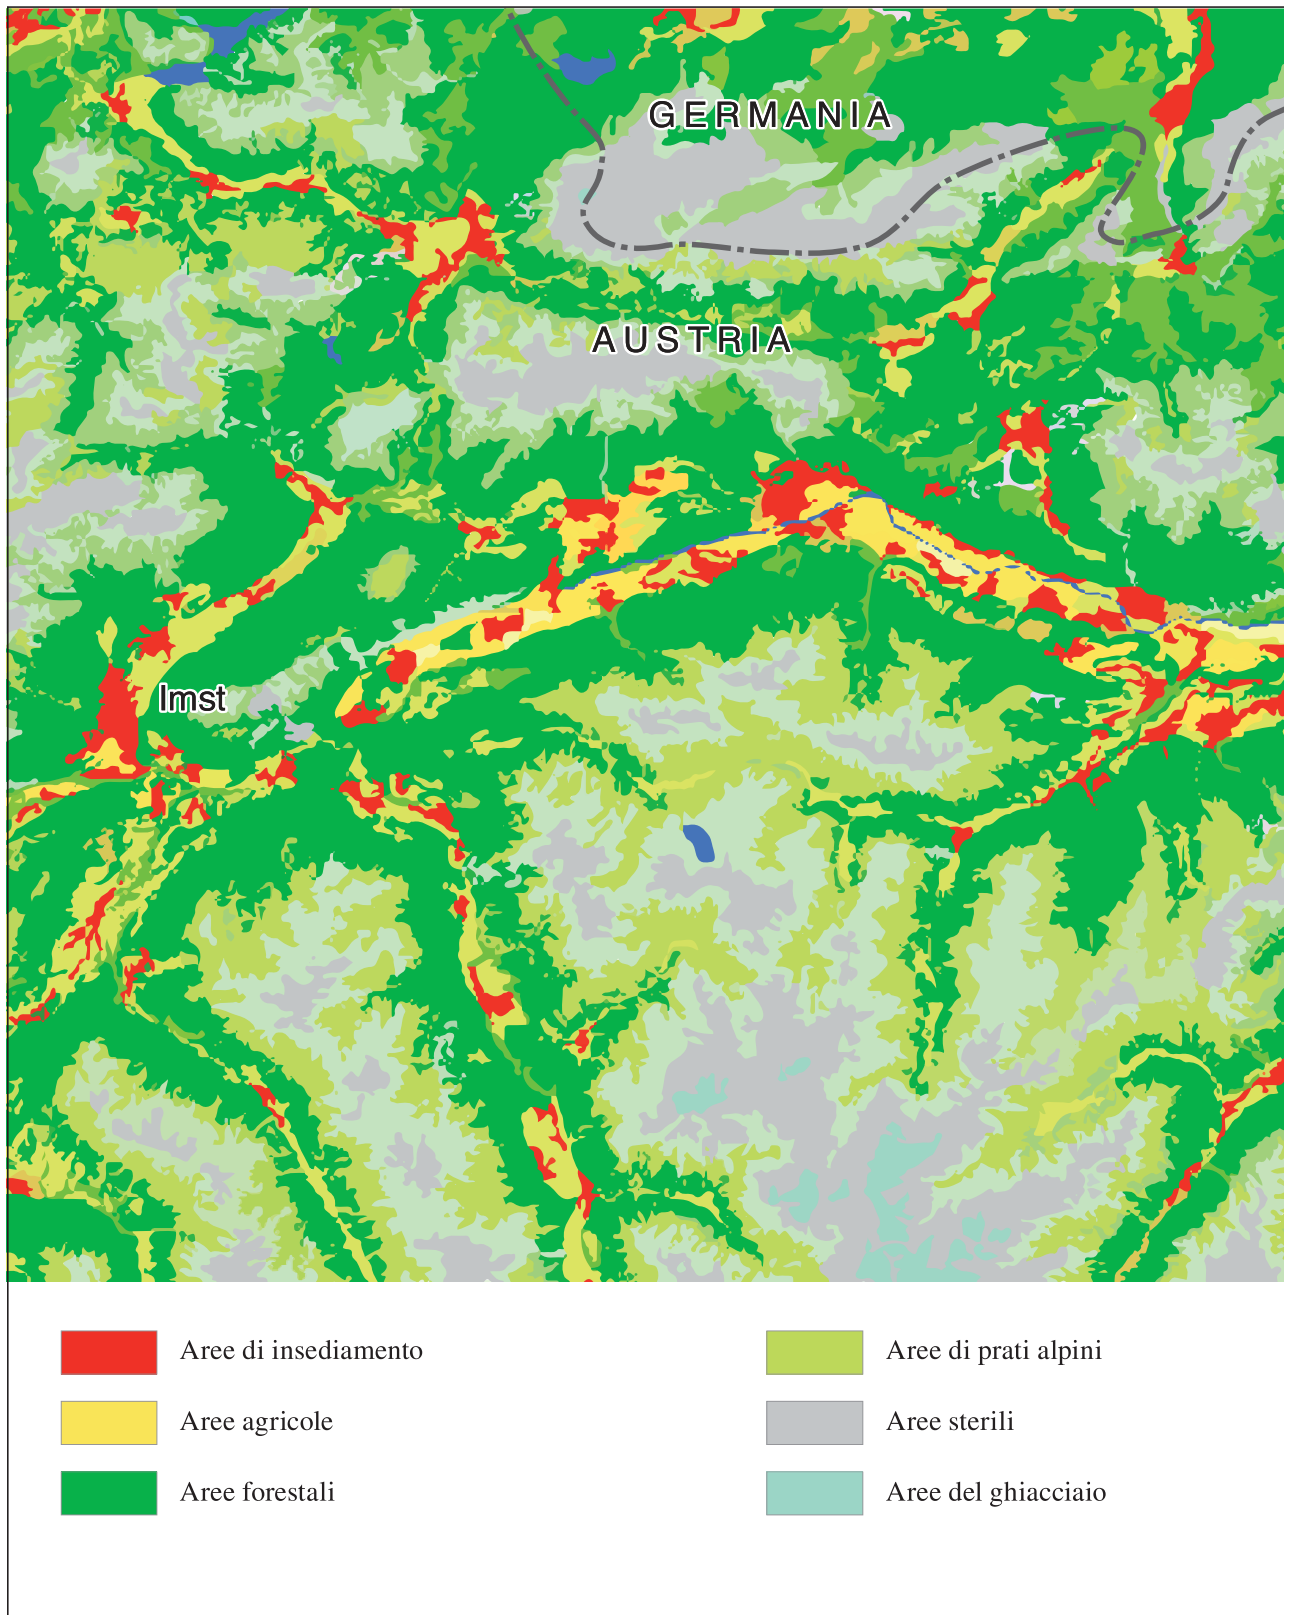 GERMANIA
AUSTRIA
Imst
Aree di insediamento
Aree agricole
Aree forestali
Aree di prati alpini
Aree sterili
Aree del ghiacciaio